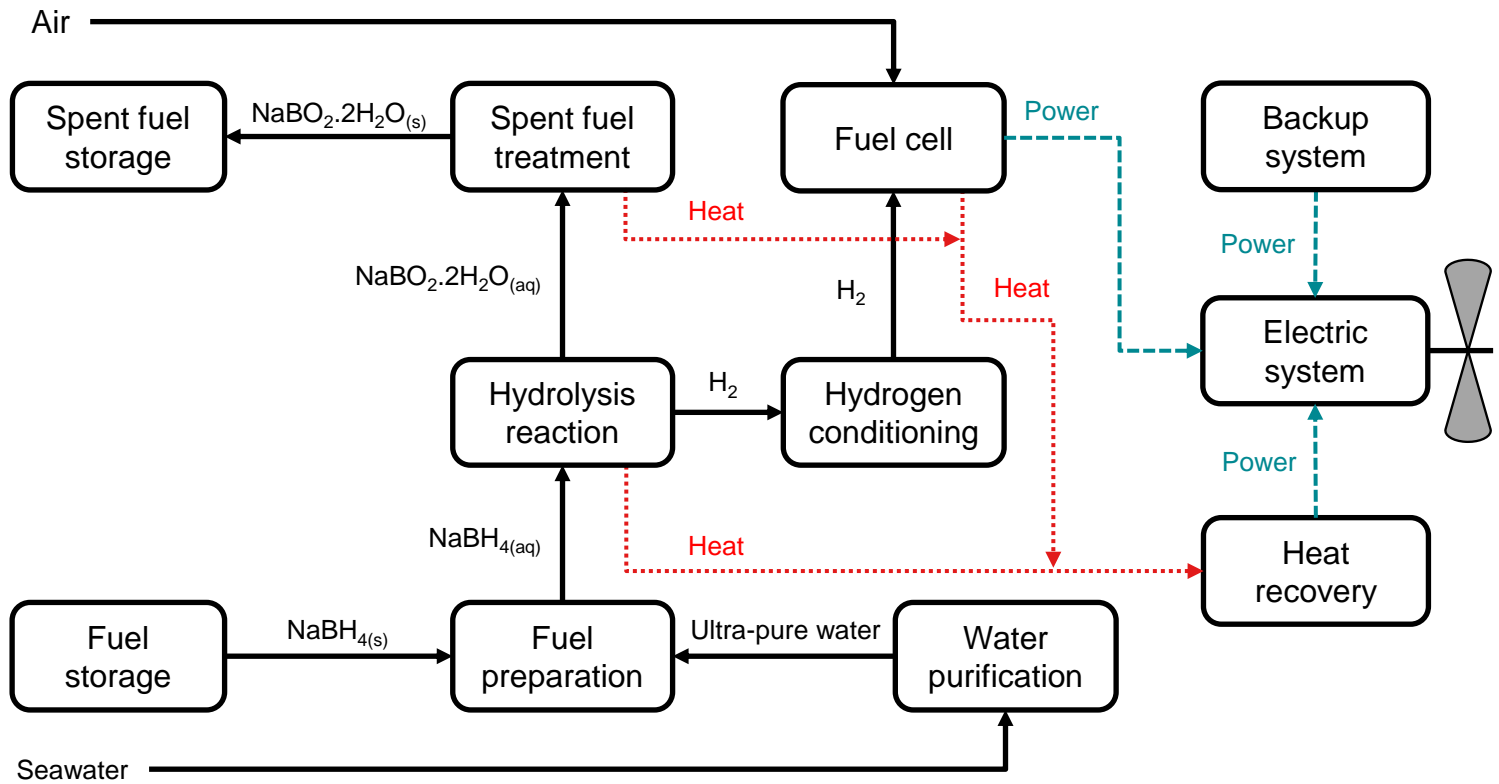 Air
Spent fuel
storage
NaBO₂.2H₂O₍ₛ₎
Spent fuel
treatment
Fuel cell
Power
Backup
system
Heat
Power
NaBO₂.2H₂O(aq)
H₂
Heat
Electric
system
Hydrolysis
reaction
H₂
Hydrogen
conditioning
Power
NaBH₄(aq)
Heat
Heat
recovery
Fuel
storage
NaBH₄₍ₛ₎
Fuel
preparation
Ultra-pure water
Water
purification
Seawater